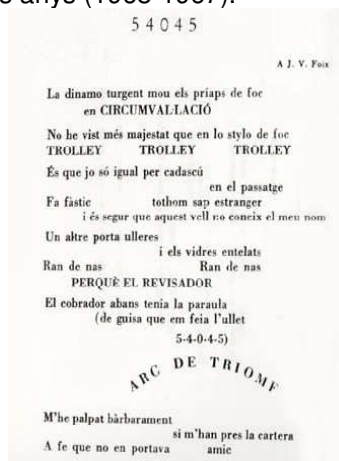 s anys (1965-1967).
54045
A J. V. Foix
La dinamo turgent mou els príaps de foc
en CIRCUMVAL·LACIÓ
No he vist més majestat que en lo stylo de foc
TROLLEY TROLLEY TROLLEY
És que jo só igual per cadascú
en el passatge
Fa fàstic tothom sap estranger
i és segur que aquest vell no coneix el meu nom
Un altre porta ulleres
i els vidres entelats
Ran de nas Ran de nas
PERQUÈ EL REVISADOR
El cobrador abans tenia la paraula
(de guisa que em feia l'ullet
5-4-0-4-5)
ARC DE TRIOMF
M'he palpat bàrbarament
si m'han pres la cartera
A fe que no en portava amic